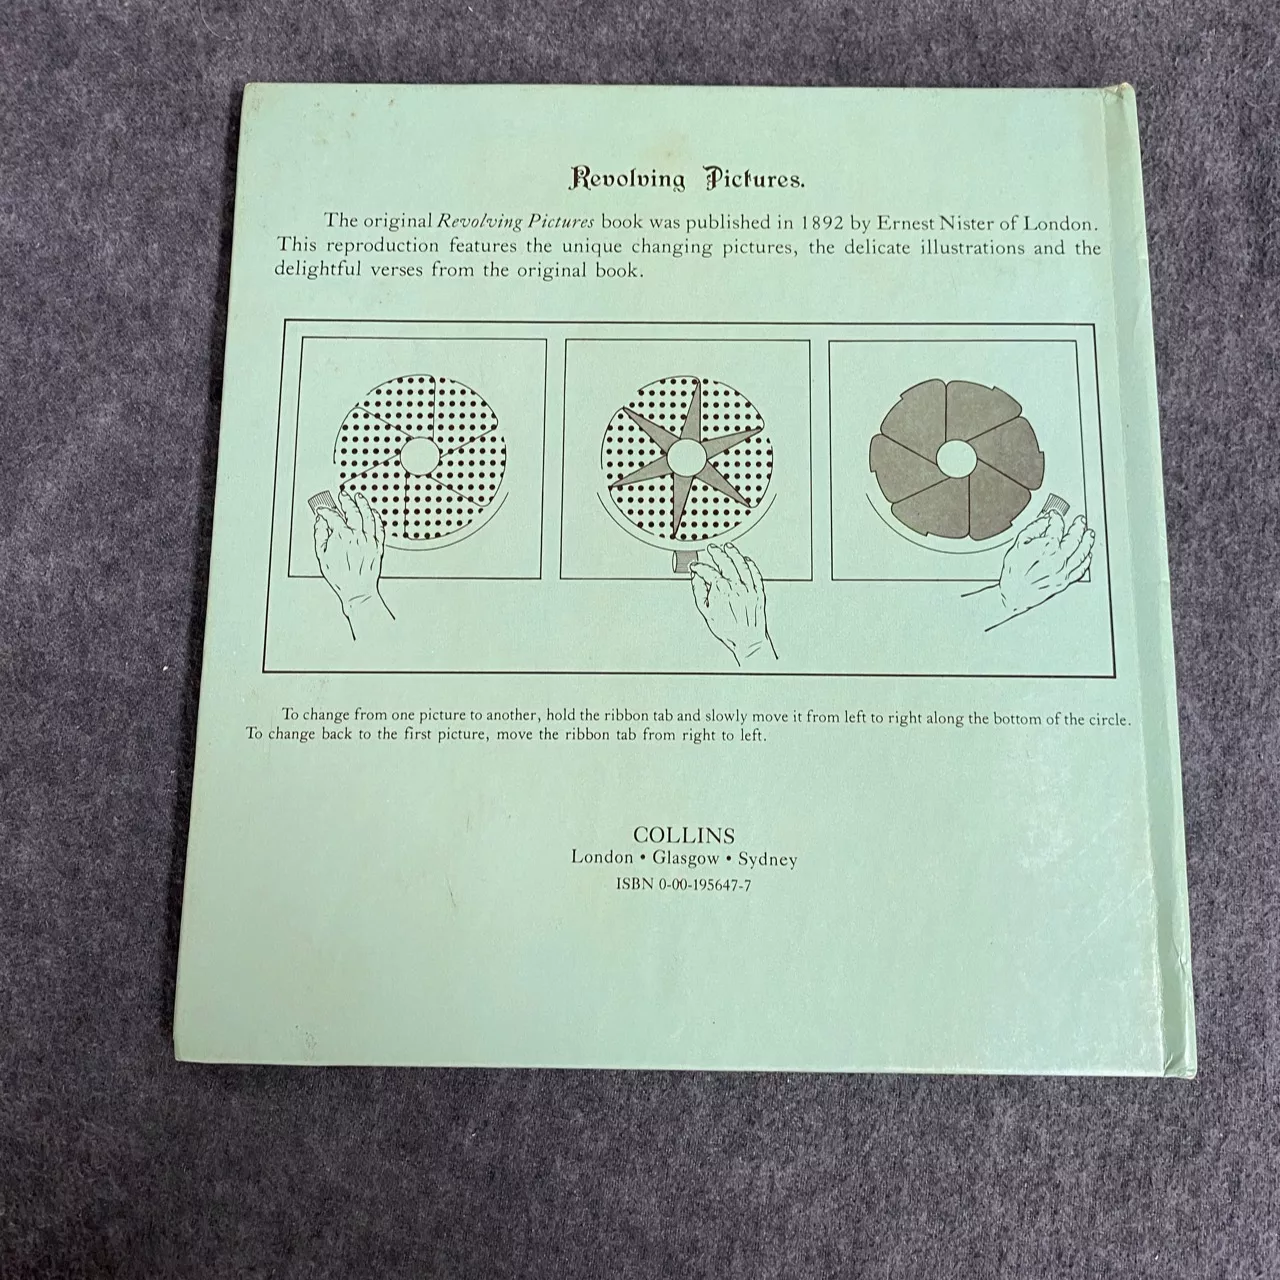 Revolving Pictures.
The original Revolving Pictures book was published in 1892 by Ernest Nister of London.
This reproduction features the unique changing pictures, the delicate illustrations and the
delightful verses from the original book.
To change from one picture to another, hold the ribbon tab and slowly move it from left to right along the bottom of the circle.
To change back to the first picture, move the ribbon tab from right to left.
COLLINS
London • Glasgow • Sydney
ISBN 0-00-195647-7